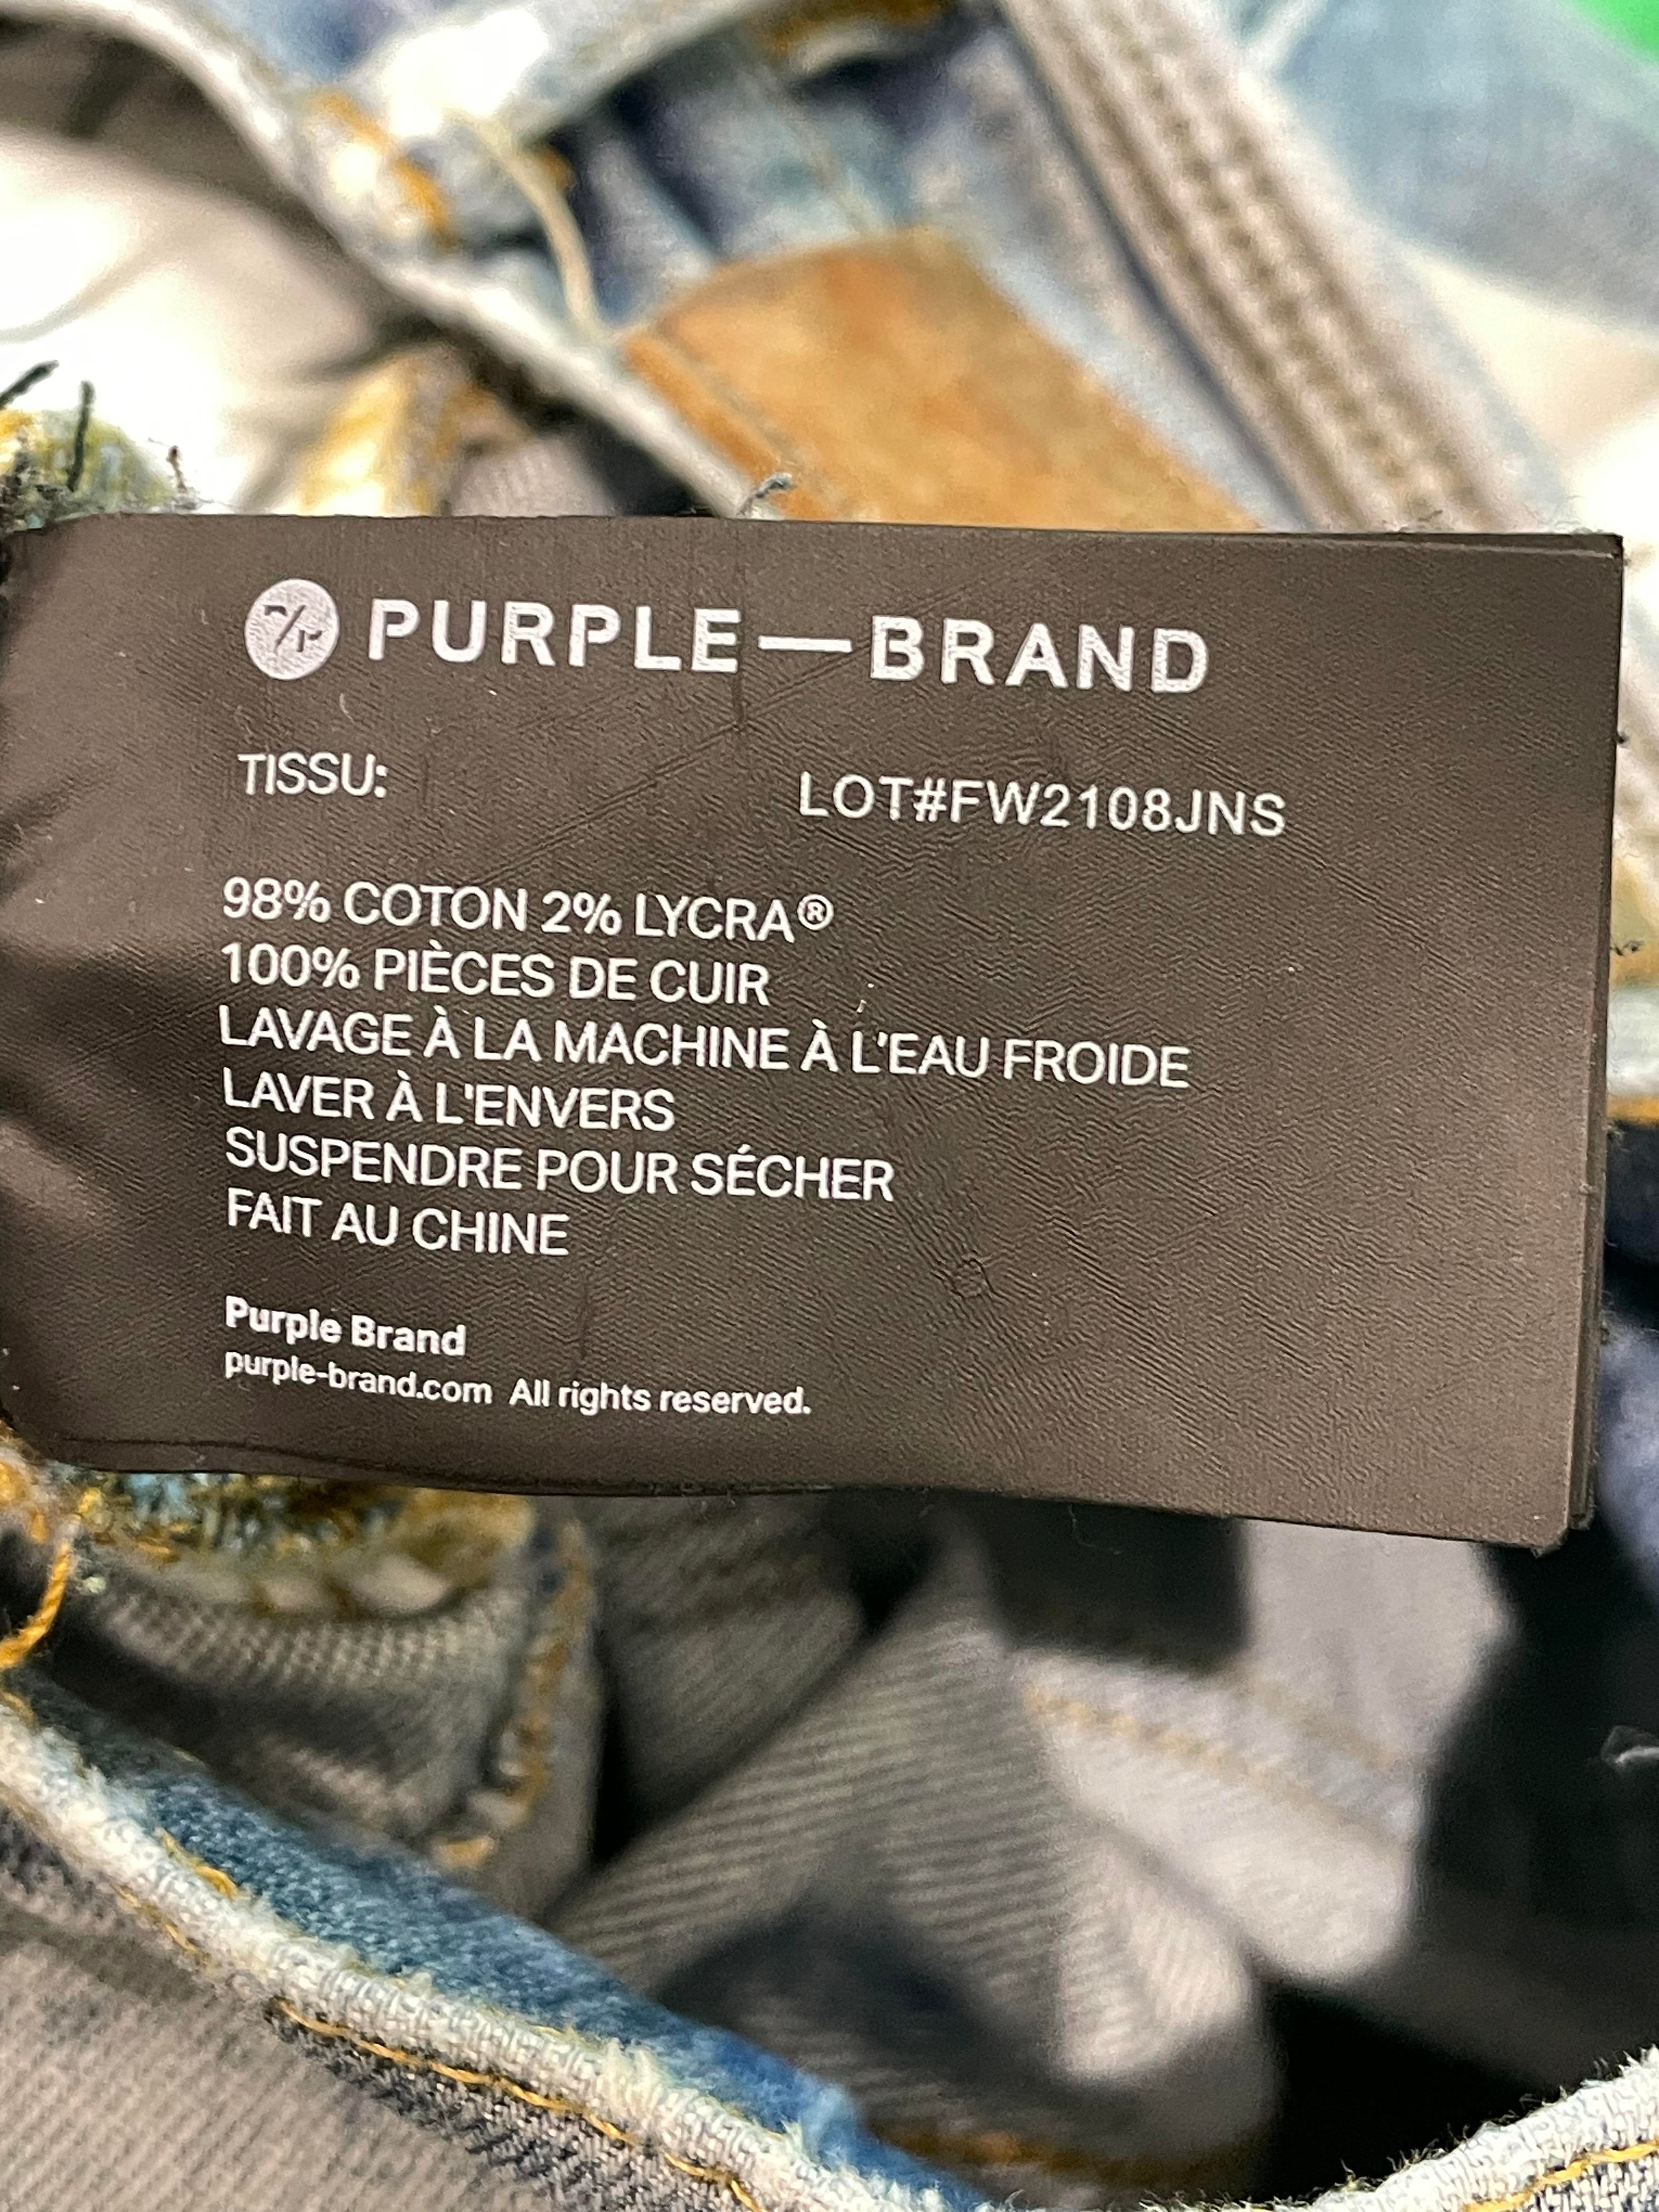 PURPLE—BRAND
TISSU:
LOT#FW2108JNS
98% COTON 2% LYCRA®
100% PIÈCES DE CUIR
LAVAGE À LA MACHINE À L'EAU FROIDE
LAVER À L'ENVERS
SUSPENDRE POUR SÉCHER
FAIT AU CHINE
Purple Brand
purple-brand.com All rights reserved.